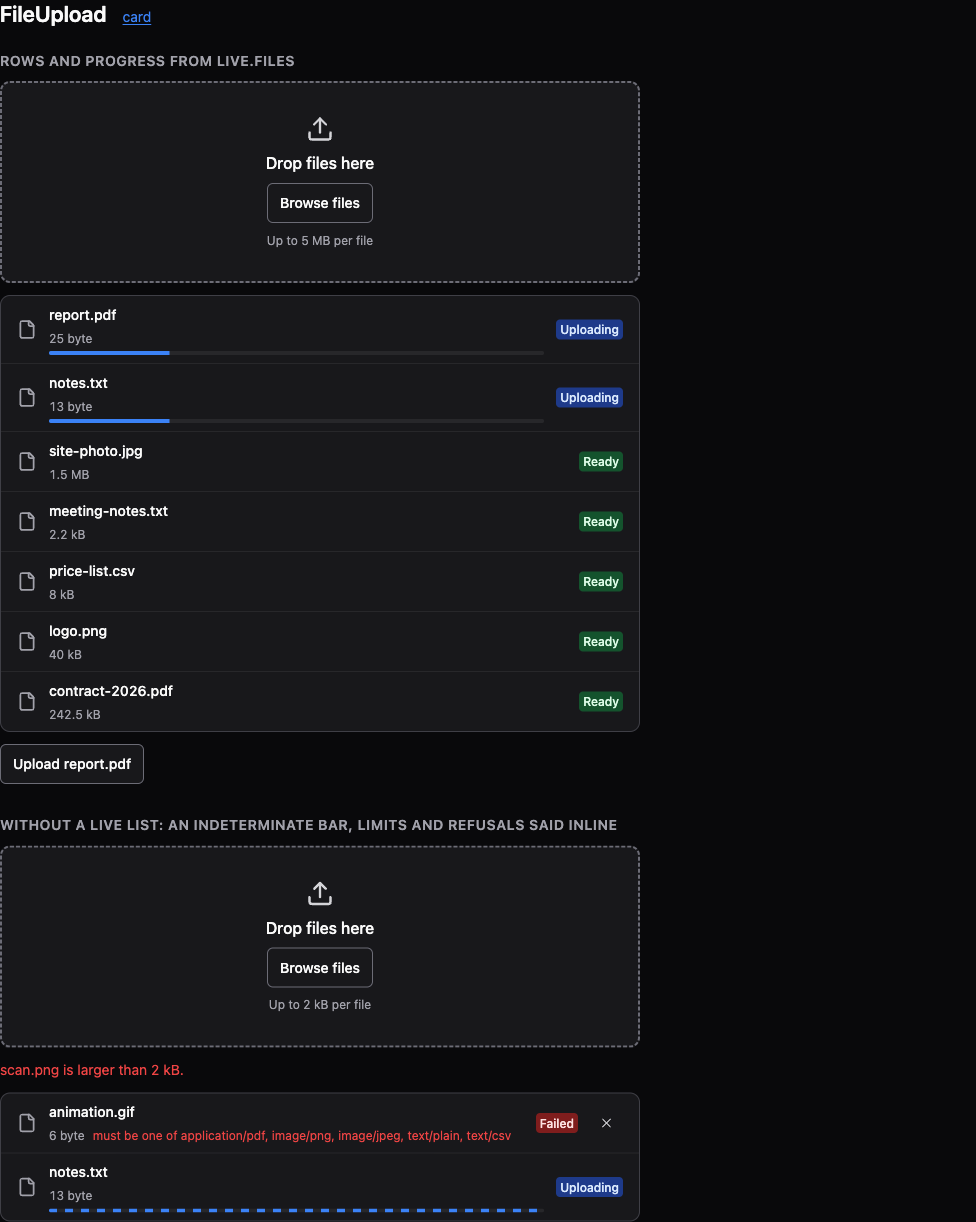 FileUpload card
ROWS AND PROGRESS FROM LIVE.FILES
Drop files here
Browse files
Up to 5 MB per file
report.pdf
25 byte
Uploading
notes.txt
13 byte
Uploading
site-photo.jpg
1.5 MB
Ready
meeting-notes.txt
2.2 kB
Ready
price-list.csv
8 kB
Ready
logo.png
40 kB
Ready
contract-2026.pdf
242.5 kB
Ready
Upload report.pdf
WITHOUT A LIVE LIST: AN INDETERMINATE BAR, LIMITS AND REFUSALS SAID INLINE
Drop files here
Browse files
Up to 2 kB per file
scan.png is larger than 2 kB.
animation.gif
6 byte must be one of application/pdf, image/png, image/jpeg, text/plain, text/csv
Failed
notes.txt
13 byte
Uploading